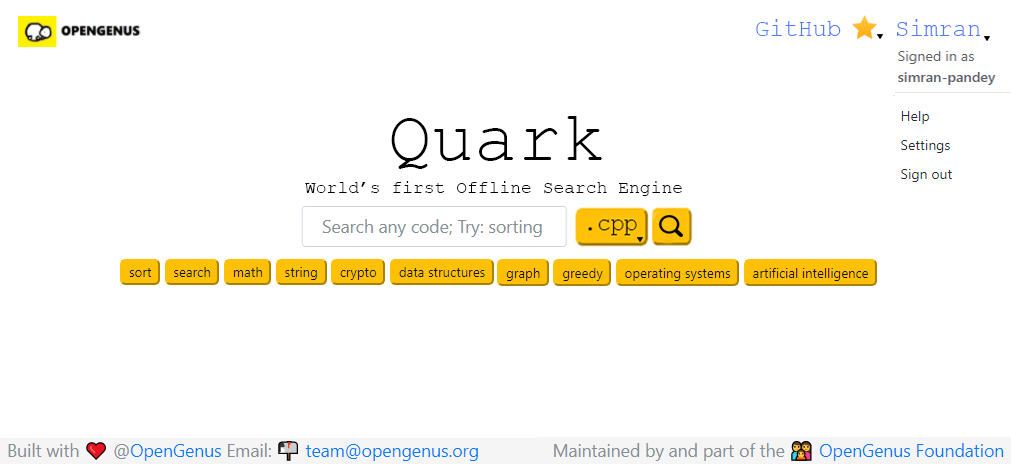 OPENGENUS
GitHub Simran
Signed in as
simran-pandey
Help
Settings
Sign out
Quark
World's first Offline Search Engine
Search any code; Try: sorting .cpp
sort search math string crypto data structures graph greedy operating systems artificial intelligence
Built with @OpenGenus Email: team@opengenus.org
Maintained by and part of the OpenGenus Foundation